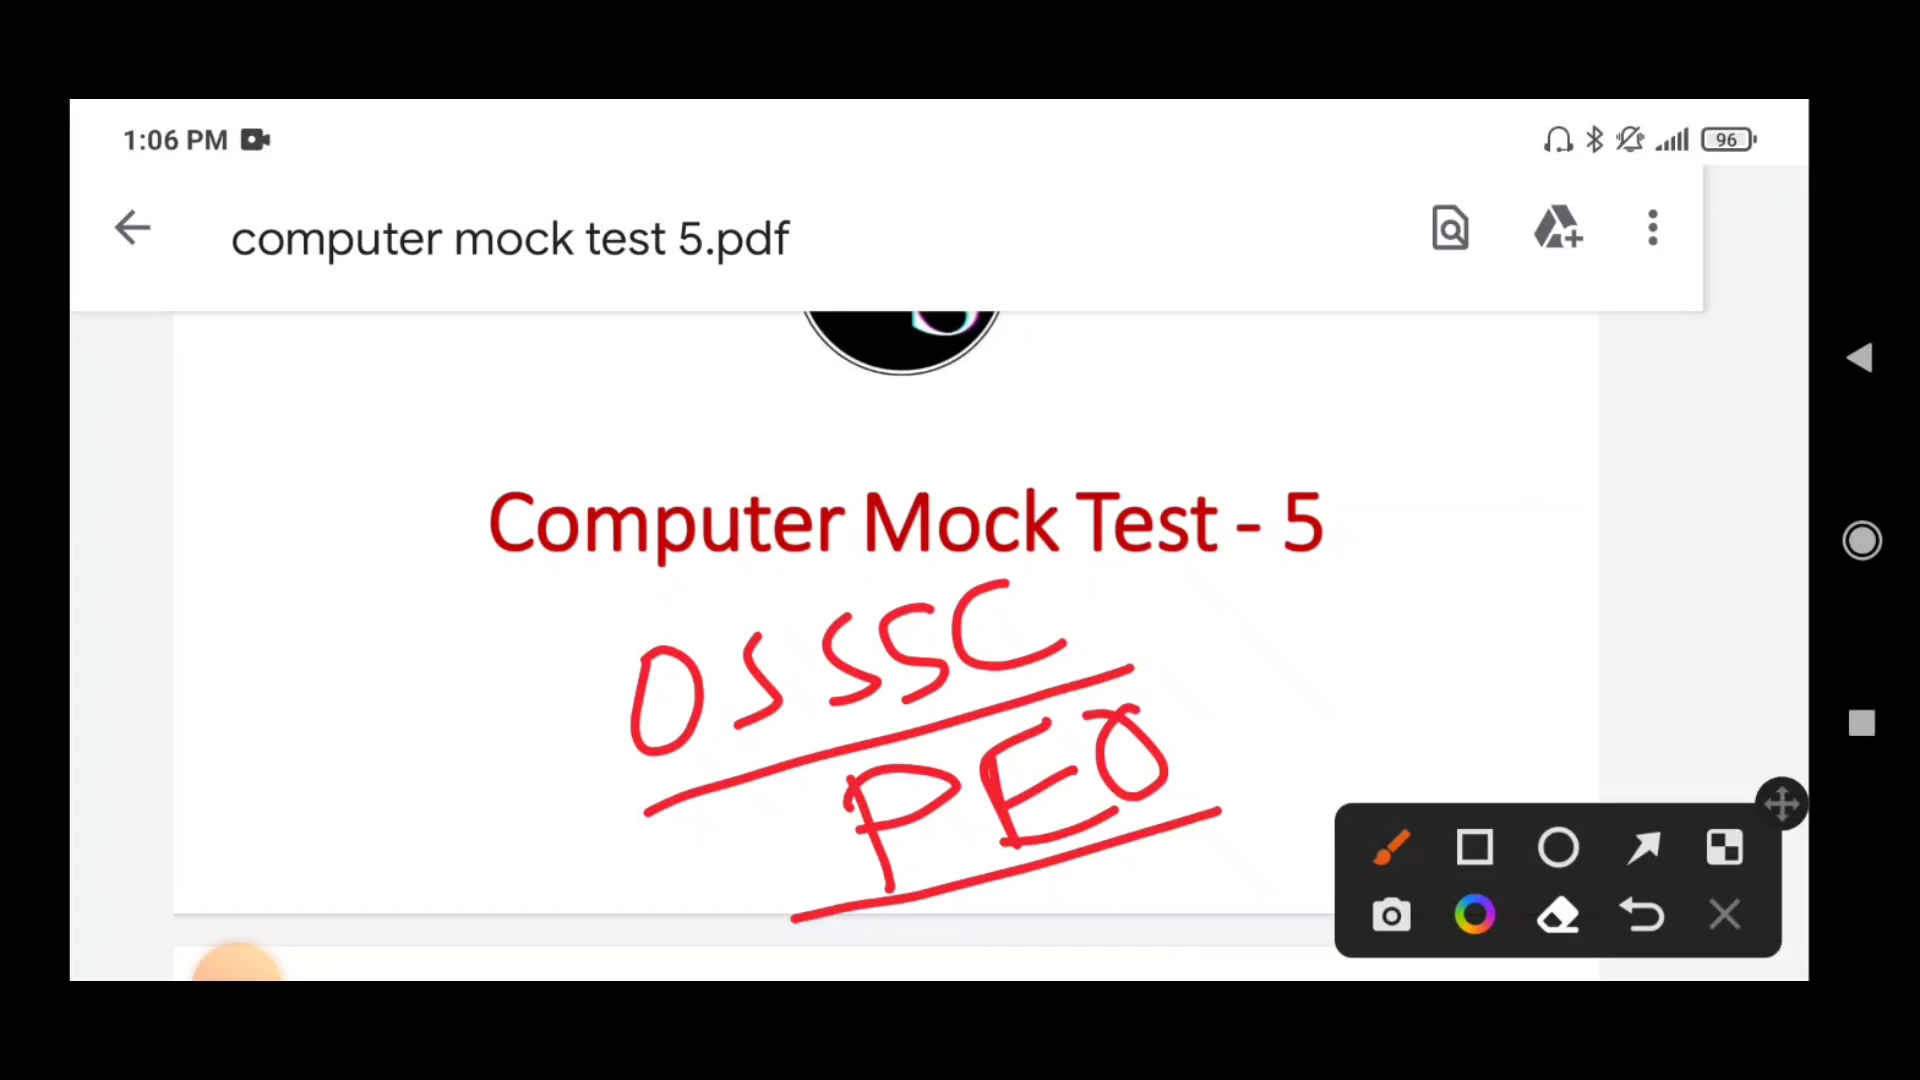 1:06 PM
96
computer mock test 5.pdf
Computer Mock Test - 5
OSSSC
PEO